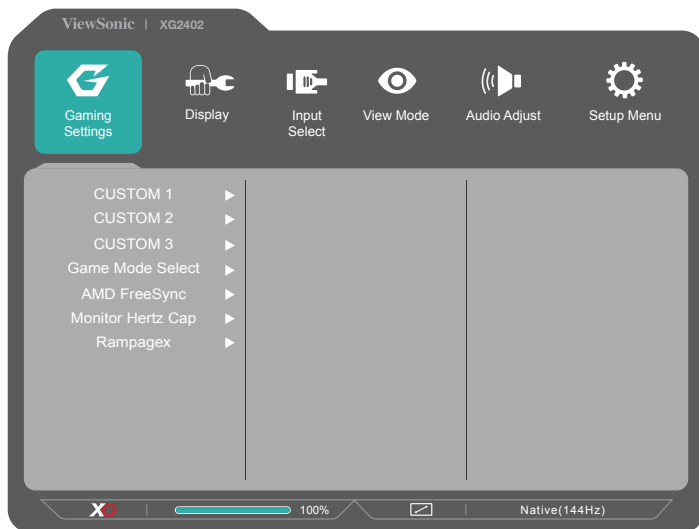 ViewSonic | XG2402
Gaming
Settings
Display
Input
Select
View Mode
Audio Adjust
Setup Menu
CUSTOM 1
CUSTOM 2
CUSTOM 3
Game Mode Select
AMD FreeSync
Monitor Hertz Cap
Rampagex
XG
100%
Native(144Hz)